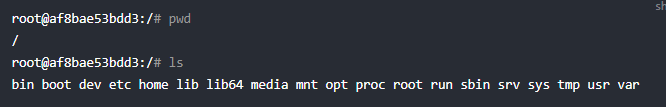 sh
root@af8bae53bdd3:/# pwd
/
root@af8bae53bdd3:/# ls
bin boot dev etc home lib lib64 media mnt opt proc root run sbin srv sys tmp usr var